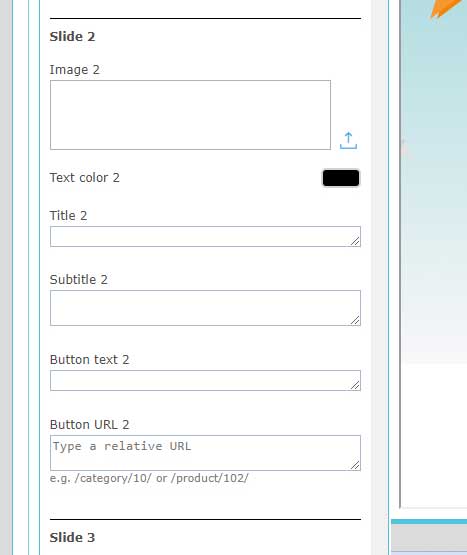 Slide 2
Image 2
Text color 2
Title 2
Subtitle 2
Button text 2
Button URL 2
Type a relative URL
e.g. /category/10/ or /product/102/
Slide 3